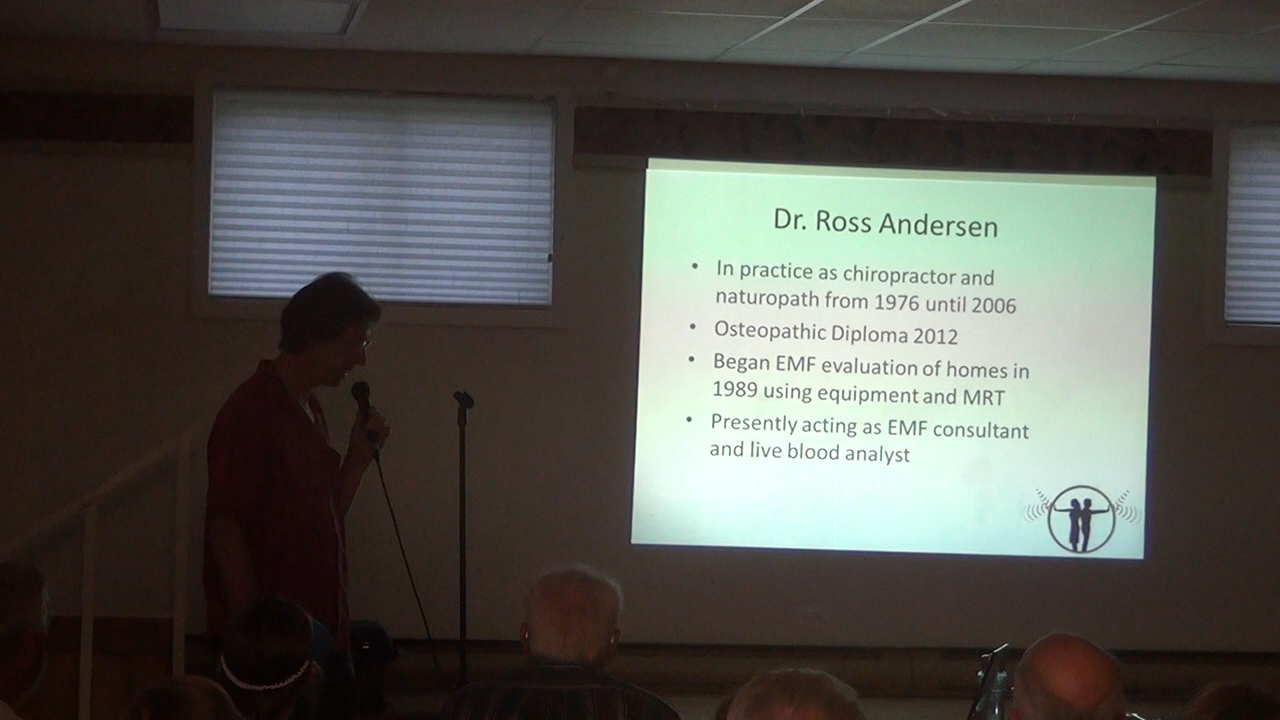 Dr. Ross Andersen
• In practice as chiropractor and
naturopath from 1976 until 2006
• Osteopathic Diploma 2012
• Began EMF evaluation of homes in
1989 using equipment and MRT
• Presently acting as EMF consultant
and live blood analyst